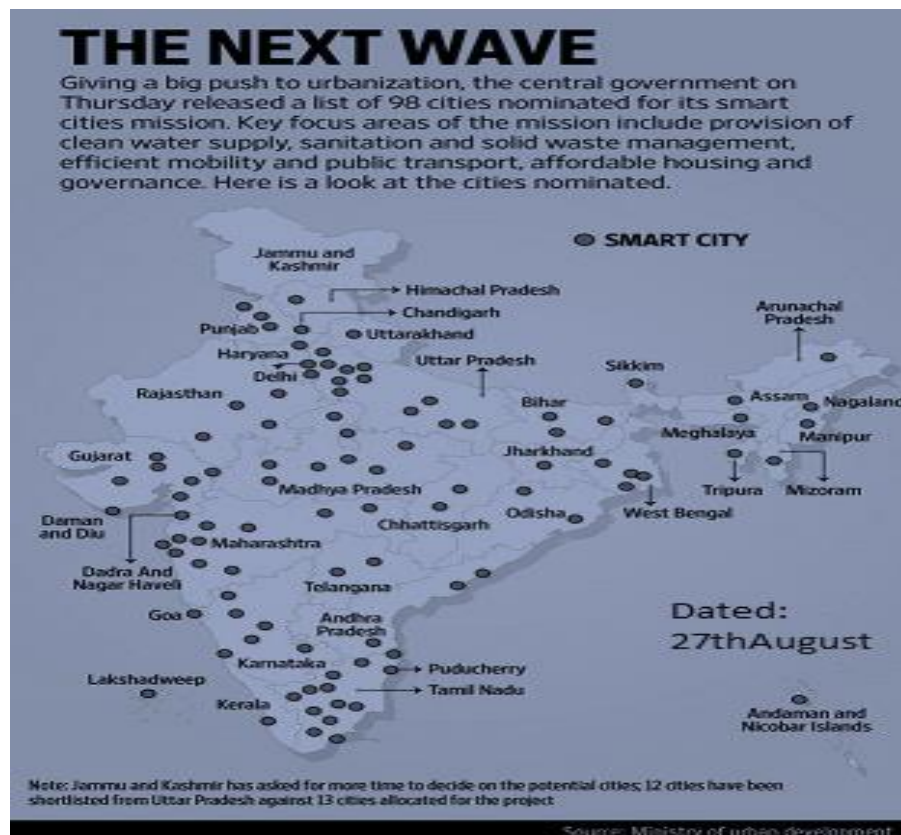 THE NEXT WAVE
Giving a big push to urbanization, the central government on
Thursday released a list of 98 cities nominated for its smart
cities mission. Key focus areas of the mission include provision of
clean water supply, sanitation and solid waste management,
efficient mobility and public transport, affordable housing and
governance. Here is a look at the cities nominated.
SMART CITY
Jammu and
Kashmir
Himachal Pradesh
Chandigarh
Punjab
Uttarakhand
Arunachal
Pradesh
Haryana
Delhi
Uttar Pradesh
Sikkim
Rajasthan
Bihar
Assam
Nagaland
Meghalaya
Manipur
Gujarat
Jharkhand
Madhya Pradesh
Tripura
Mizoram
Daman
and Diu
Chhattisgarh
Odisha
West Bengal
Maharashtra
Dadra And
Nagar Haveli
Telangana
Goa
Andhra
Pradesh
Dated:
27thAugust
Karnataka
Puducherry
Lakshadweep
Tamil Nadu
Kerala
Andaman and
Nicobar Islands
Note: Jammu and Kashmir has asked for more time to decide on the potential cities; 12 cities have been
shortlisted from Uttar Pradesh against 13 cities allocated for the project
Source: Ministry of urban development